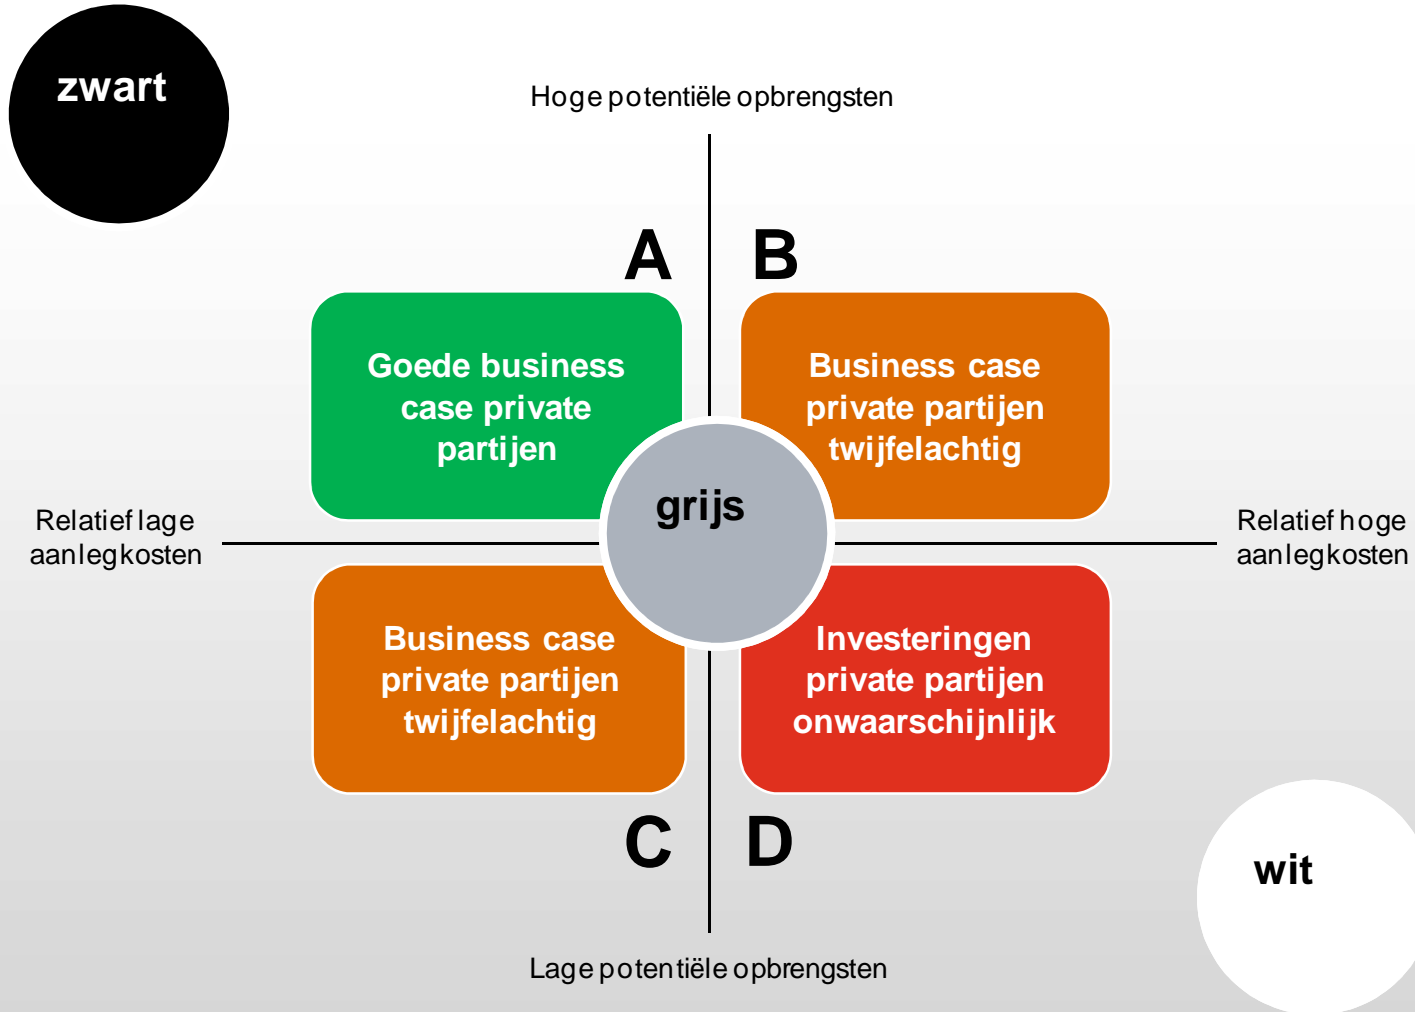 zwart
Hoge potentiële opbrengsten
A
B
Goede business
case private
partijen
Business case
private partijen
twijfelachtig
grijs
Relatief lage
aanlegkosten
Relatief hoge
aanlegkosten
Business case
private partijen
twijfelachtig
Investeringen
private partijen
onwaarschijnlijk
C
D
wit
Lage potentiële opbrengsten